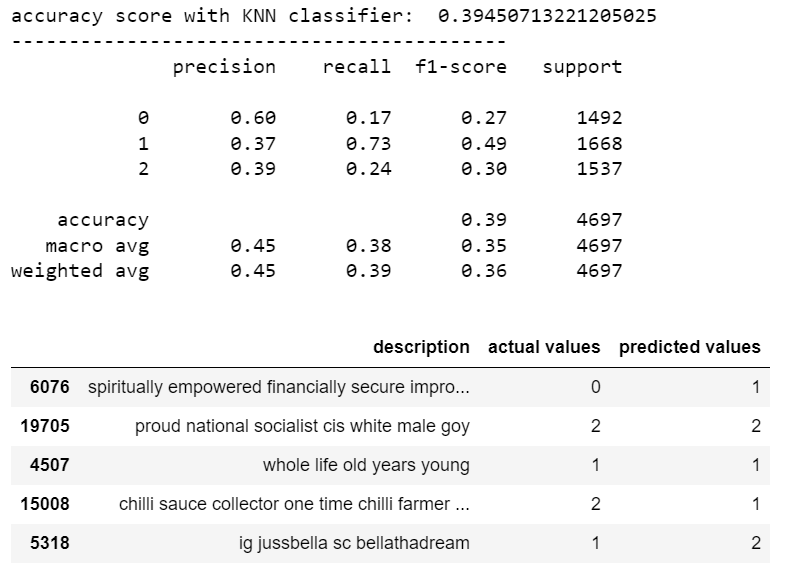 accuracy score with KNN classifier:  0.39450713221205025
-------------------------------------------
precision recall f1-score support
0 0.60 0.17 0.27 1492
1 0.37 0.73 0.49 1668
2 0.39 0.24 0.30 1537
accuracy 0.39 4697
macro avg 0.45 0.38 0.35 4697
weighted avg 0.45 0.39 0.36 4697
description actual values predicted values
6076 spiritually empowered financially secure impro... 0 1
19705 proud national socialist cis white male goy 2 2
4507 whole life old years young 1 1
15008 chilli sauce collector one time chilli farmer ... 2 1
5318 ig jussbella sc bellathadream 1 2